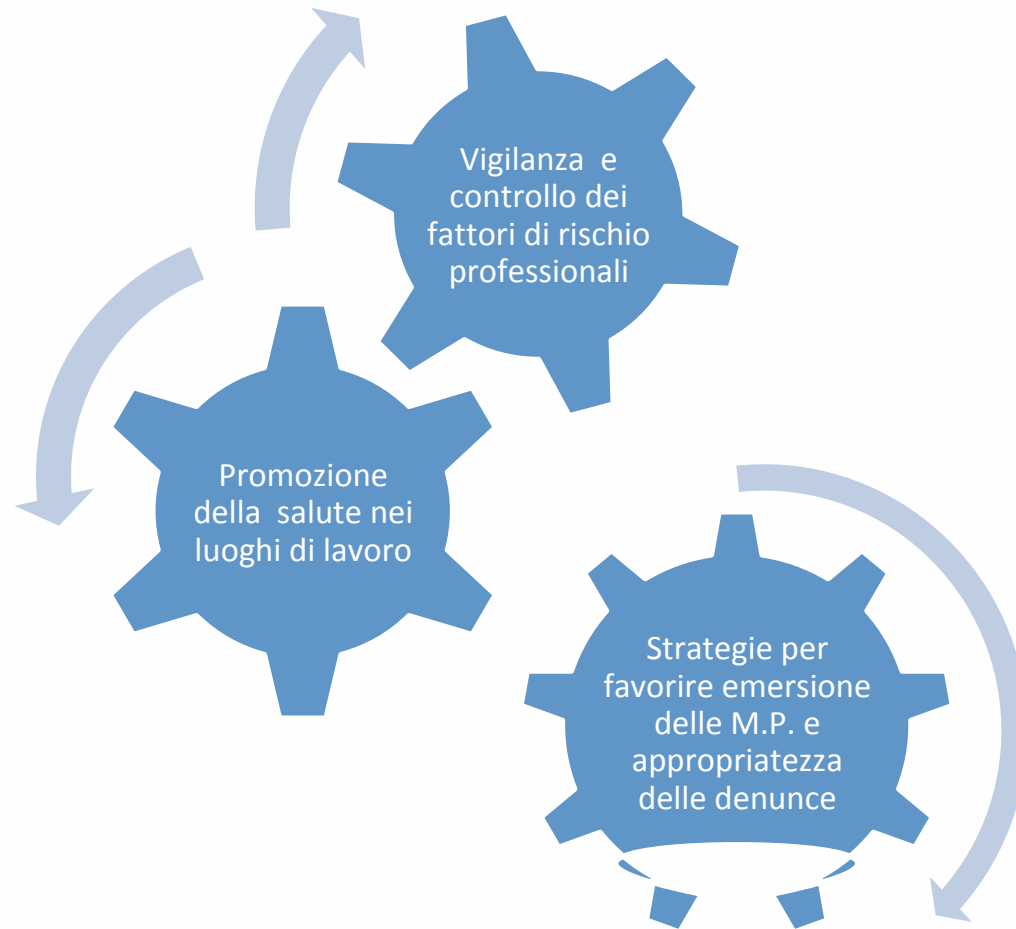 Vigilanza  e
controllo dei
fattori di rischio
professionali
Promozione
della  salute nei
luoghi di lavoro
Strategie per
favorire emersione
delle M.P. e
appropriatezza
delle denunce